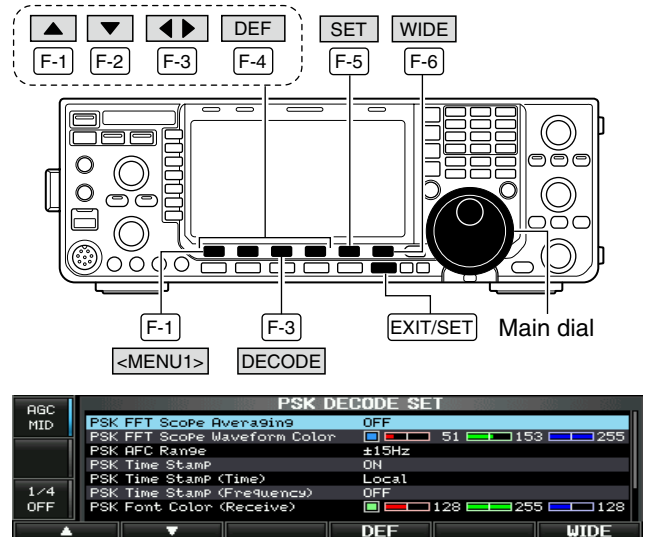 ▲ ▼ ◀▶ DEF SET WIDE
F-1 F-2 F-3 F-4 F-5 F-6
F-1 F-3 EXIT/SET Main dial
<MENU1> DECODE
PSK DECODE SET
AGC
MID
1/4
OFF
PSK FFT Scope Averaging OFF
PSK FFT Scope Waveform Color 51 153 255
PSK AFC Range ±15Hz
PSK Time Stamp ON
PSK Time Stamp (Time) Local
PSK Time Stamp (Frequency) OFF
PSK Font Color (Receive) 128 255 128
▲ ▼ DEF WIDE